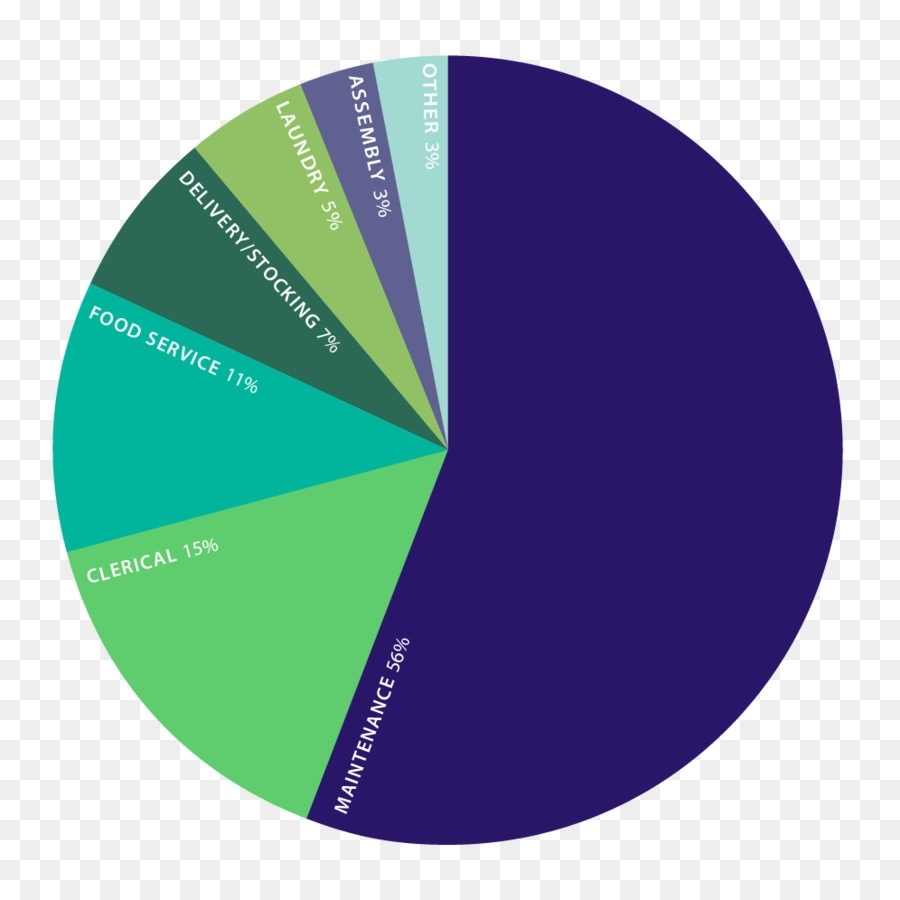 OTHER 3%
ASSEMBLY 3%
LAUNDRY 5%
DELIVERY/STOCKING 7%
FOOD SERVICE 11%
CLERICAL 15%
MAINTENANCE 56%